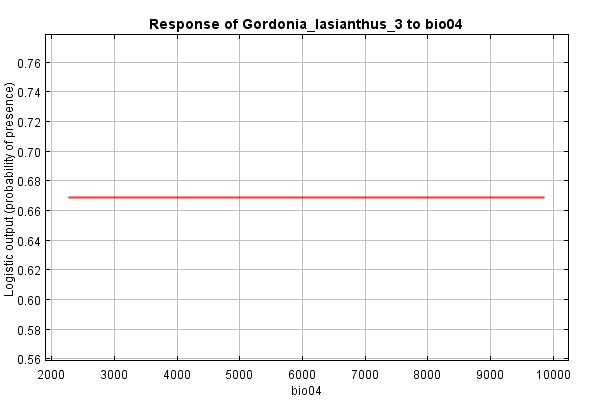 Response of Gordonia_lasianthus_3 to bio04
Logistic output (probability of presence)
0.76
0.74
0.72
0.70
0.68
0.66
0.64
0.62
0.60
0.58
0.56
2000 3000 4000 5000 6000 7000 8000 9000 10000
bio04